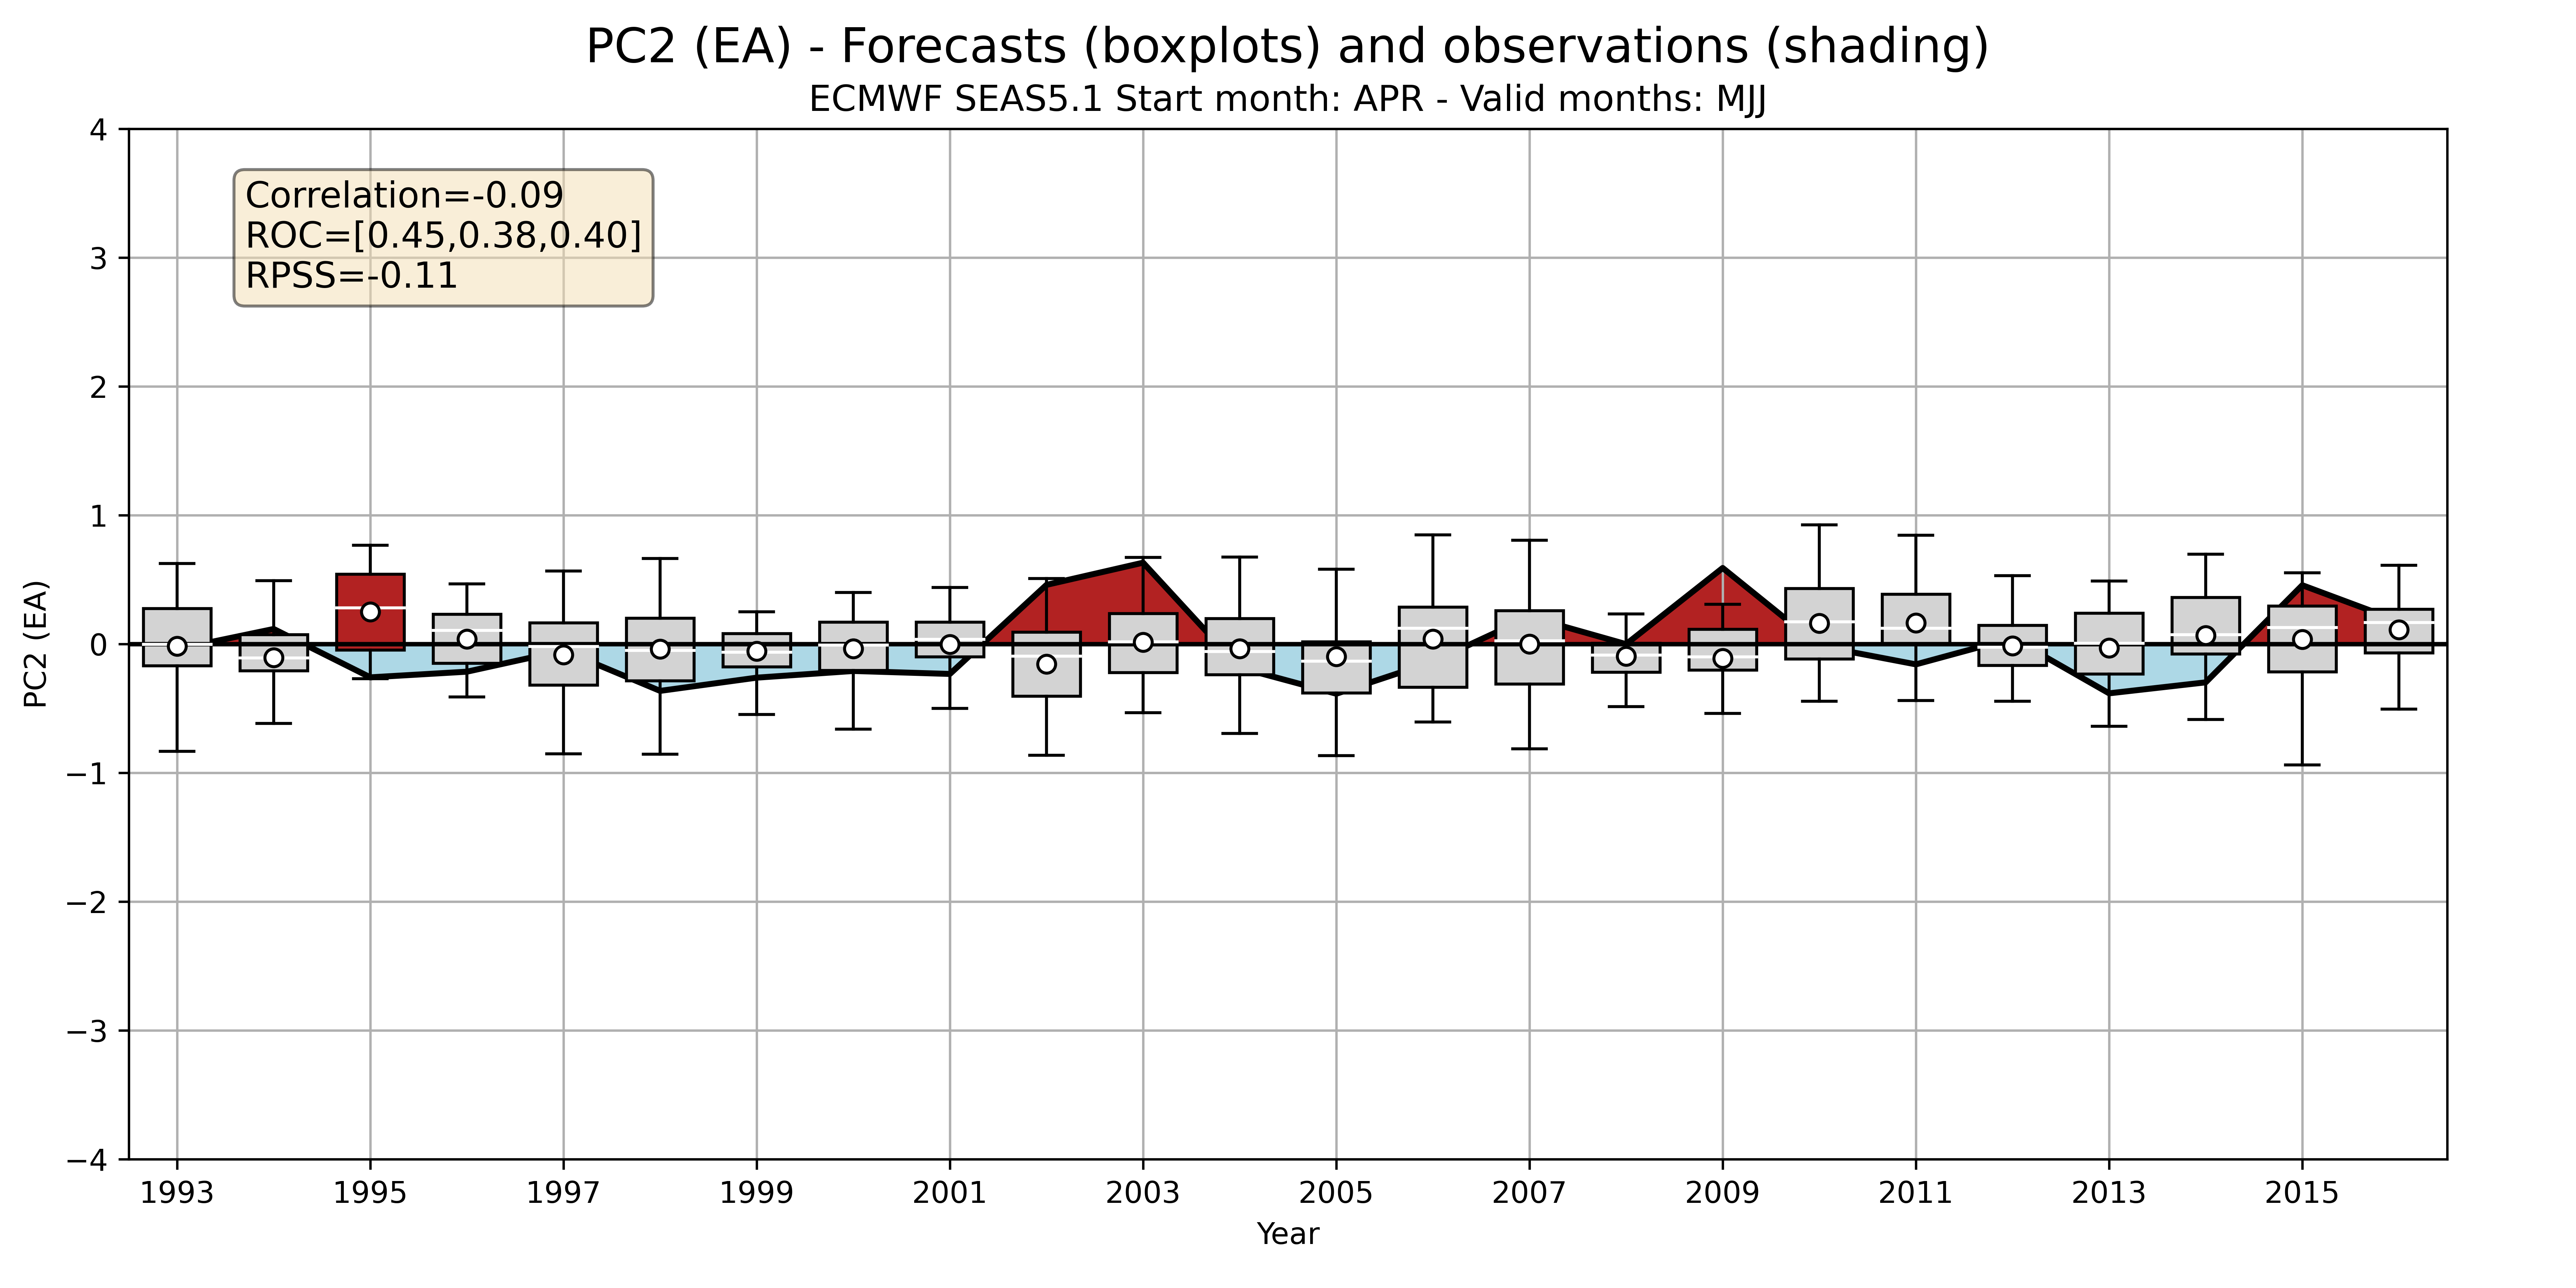 PC2 (EA) - Forecasts (boxplots) and observations (shading)
ECMWF SEAS5.1 Start month: APR - Valid months: MJJ
Correlation=-0.09
ROC=[0.45,0.38,0.40]
RPSS=-0.11
PC2 (EA)
4
3
2
1
0
−1
−2
−3
−4
1993 1995 1997 1999 2001 2003 2005 2007 2009 2011 2013 2015
Year